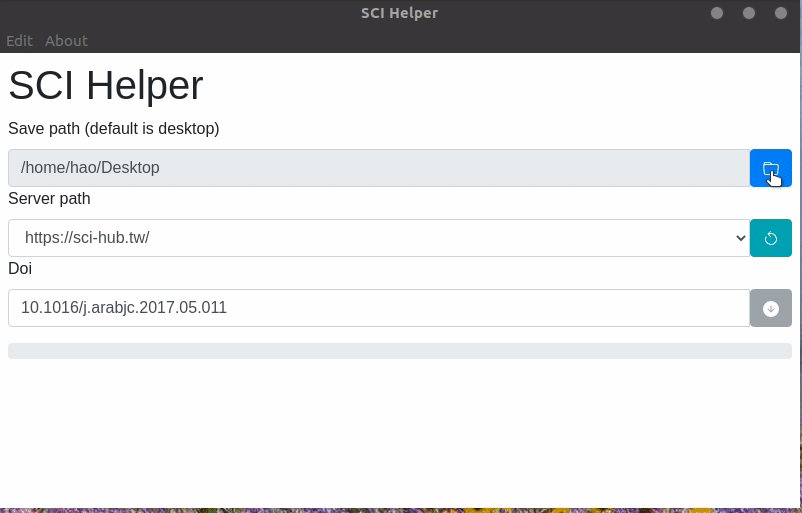 SCI Helper
Edit About
SCI Helper
Save path (default is desktop)
/home/hao/Desktop
Server path
https://sci-hub.tw/
Doi
10.1016/j.arabjc.2017.05.011